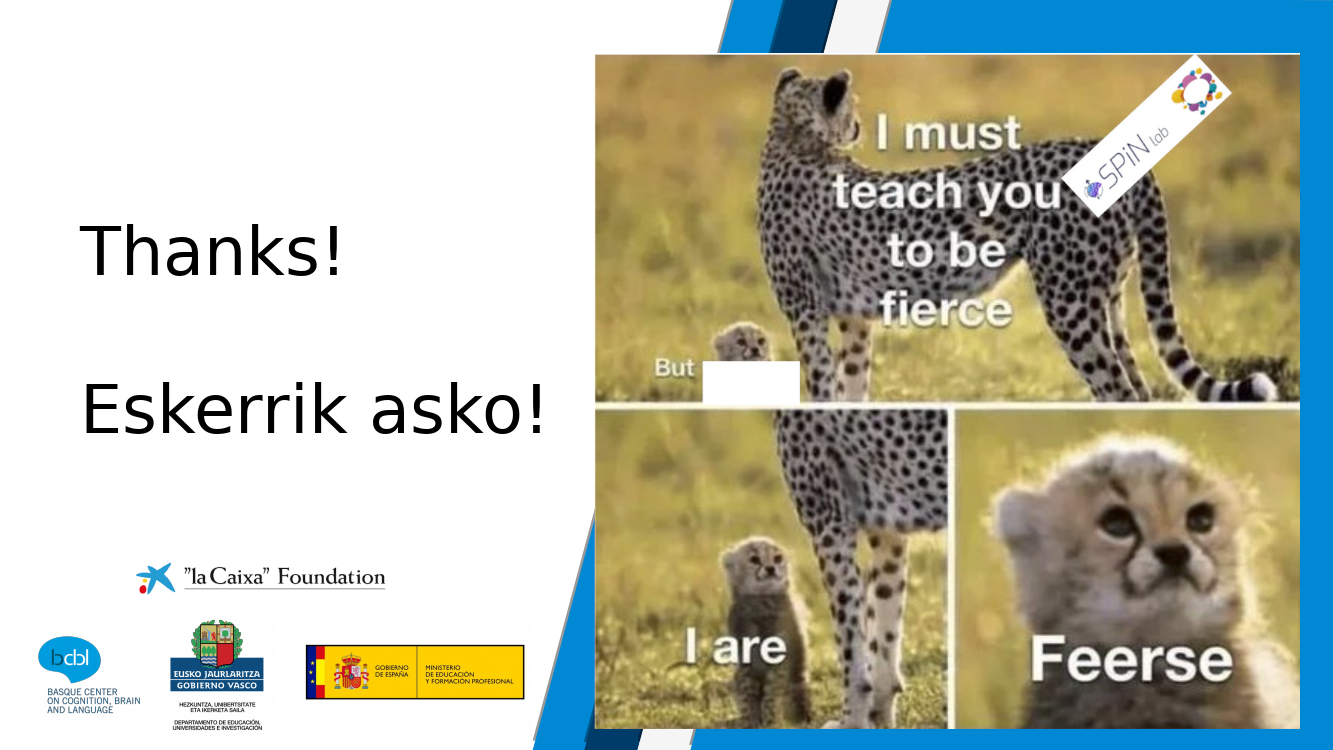 Thanks!
Eskerrik asko!
"la Caixa" Foundation
bcbl
BASQUE CENTER
ON COGNITION, BRAIN
AND LANGUAGE
EUSKO JAURLARITZA
GOBIERNO VASCO
HEZKUNTZA, UNIBERTSITATE
ETA IKERKETA SAILA
DEPARTAMENTO DE EDUCACIÓN,
UNIVERSIDADES E INVESTIGACIÓN
GOBIERNO
DE ESPAÑA
MINISTERIO
DE EDUCACIÓN
Y FORMACIÓN PROFESIONAL
I must
teach you
to be
fierce
SPiN lab
But
I are
Feerse